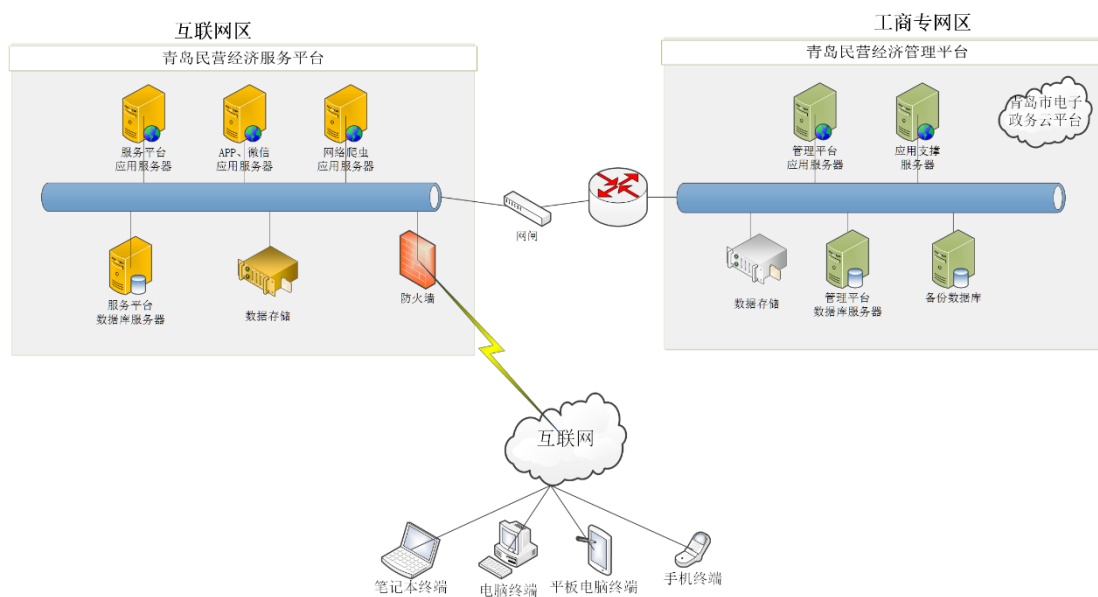 互联网区
青岛民营经济服务平台
服务平台
应用服务器
APP、微信
应用服务器
网络爬虫
应用服务器
服务平台
数据库服务器
数据存储
防火墙
网闸
工商专网区
青岛民营经济管理平台
青岛市电子
政务云平台
管理平台
应用服务器
应用支撑
服务器
数据存储
管理平台
数据库服务器
备份数据库
互联网
笔记本终端
电脑终端
平板电脑终端
手机终端